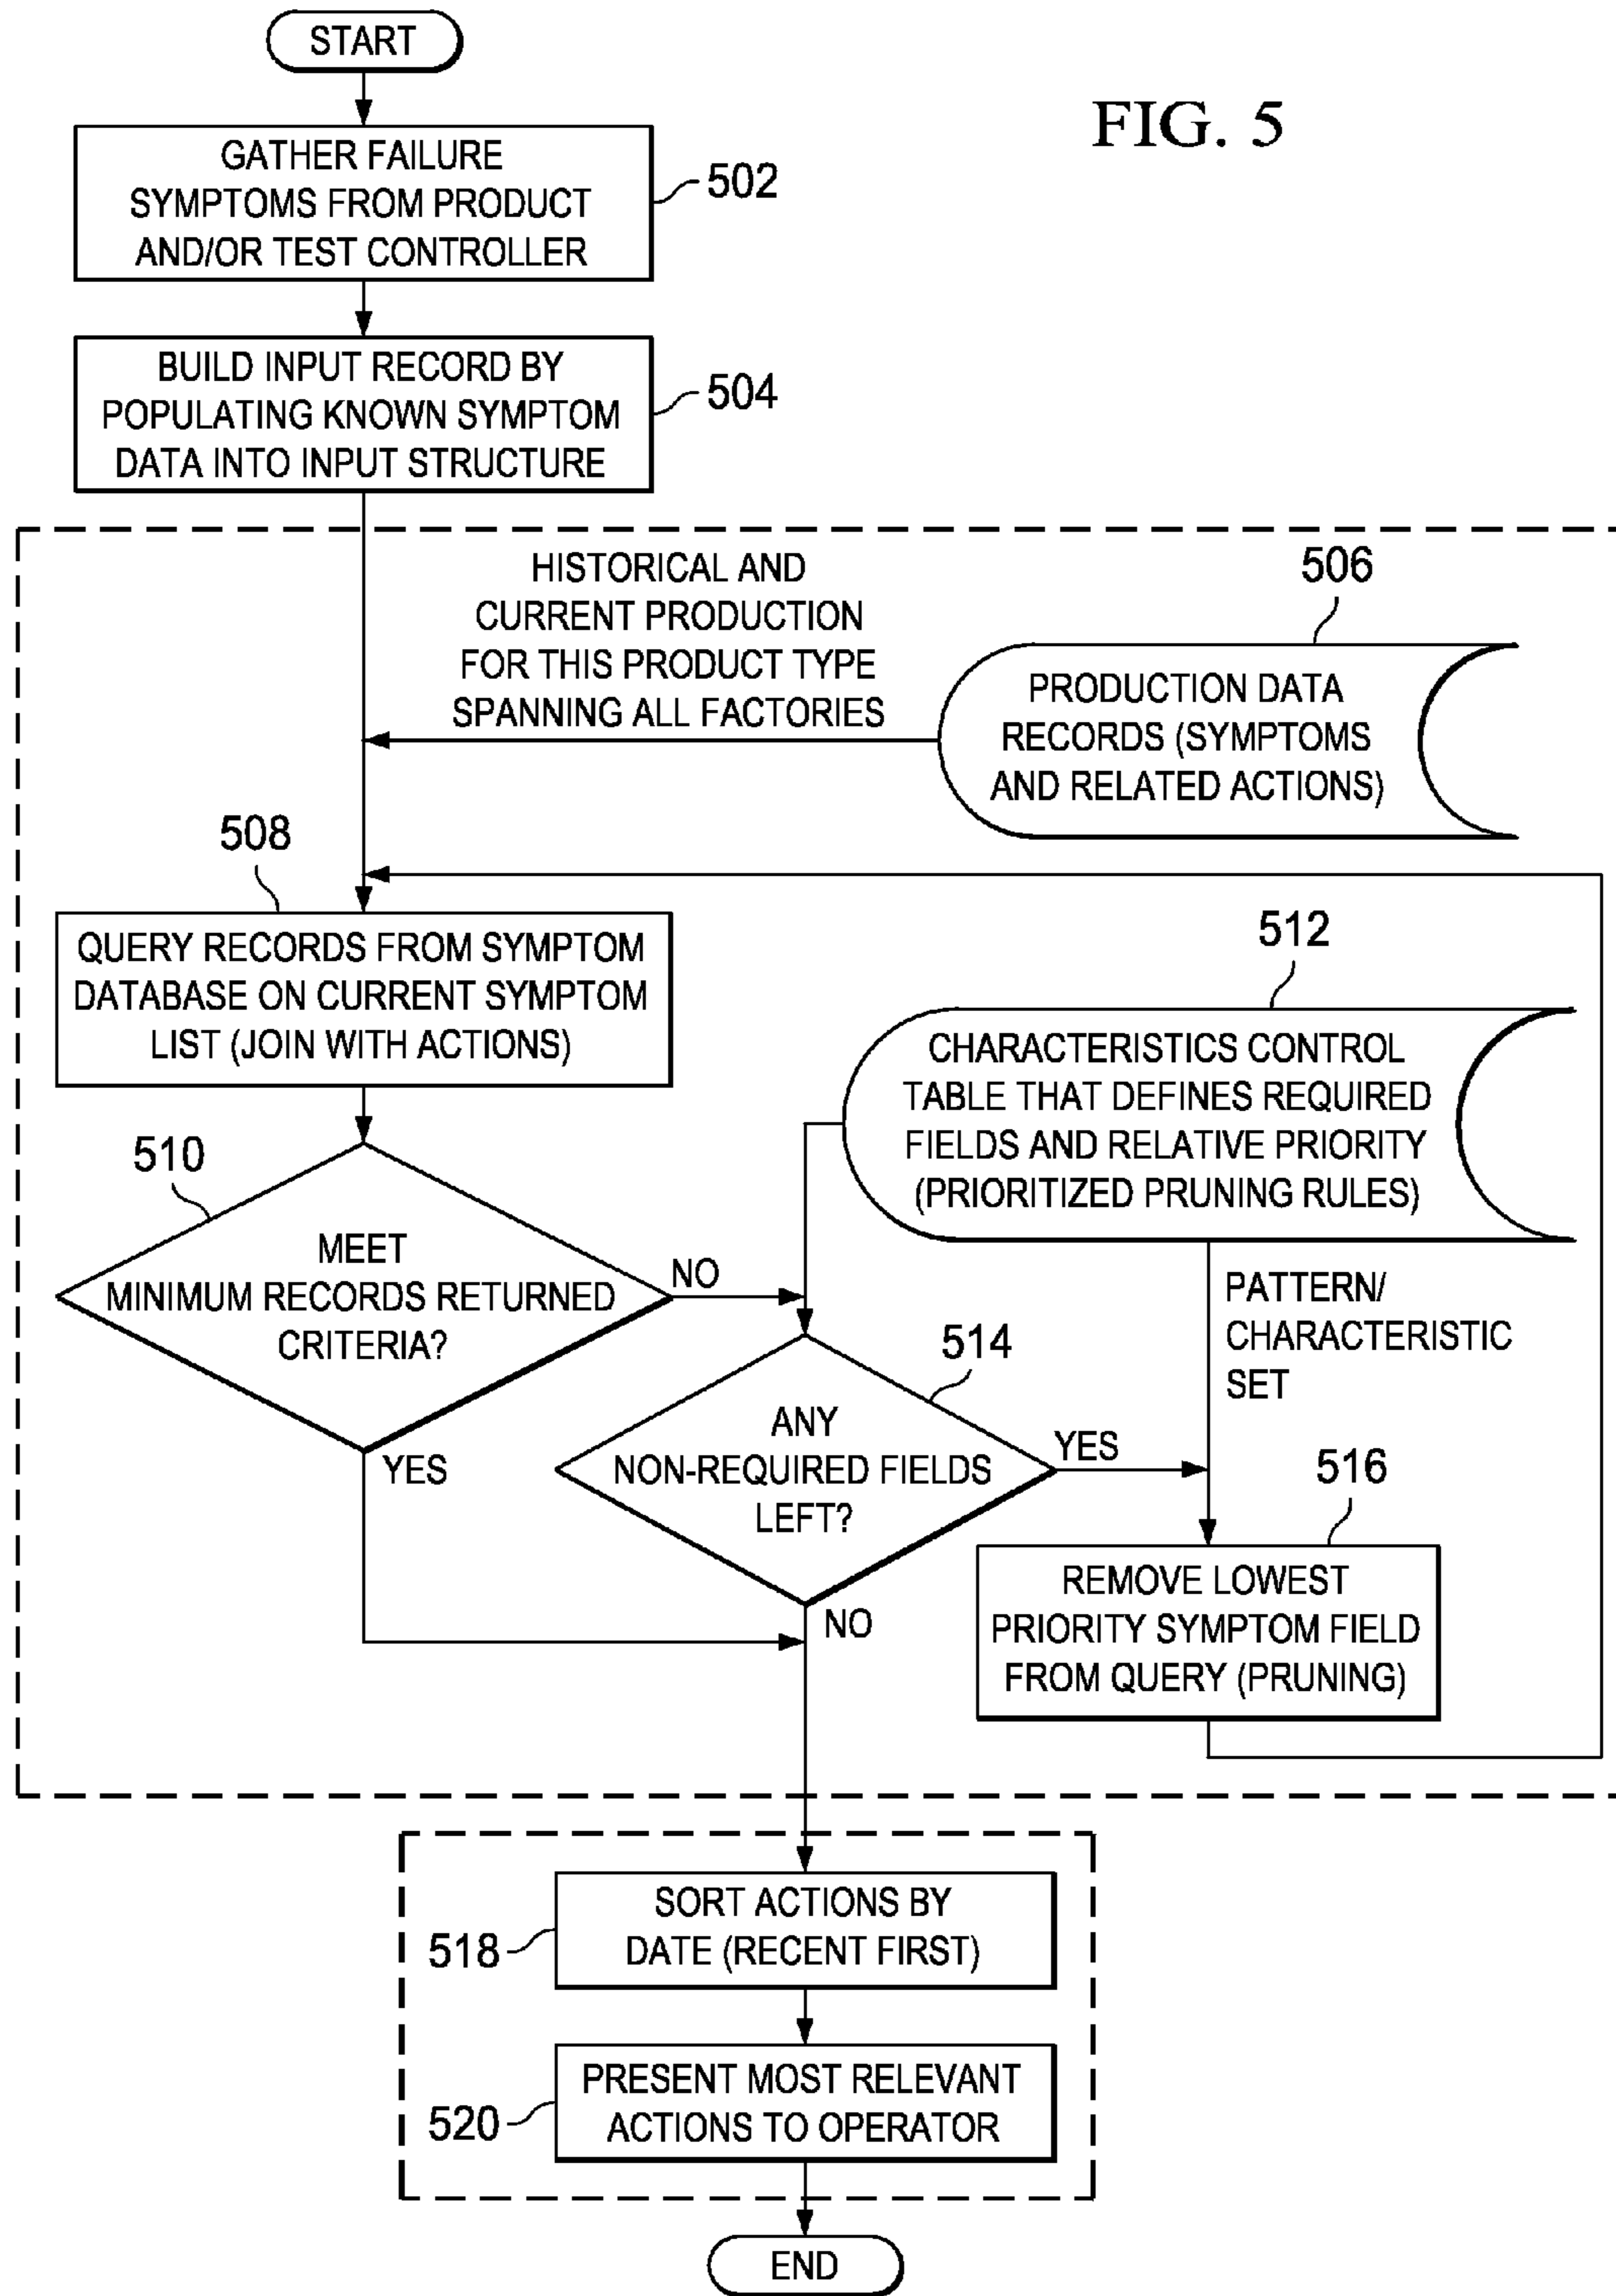 START
FIG. 5
GATHER FAILURE
SYMPTOMS FROM PRODUCT
AND/OR TEST CONTROLLER
502
BUILD INPUT RECORD BY
POPULATING KNOWN SYMPTOM
DATA INTO INPUT STRUCTURE
504
HISTORICAL AND
CURRENT PRODUCTION
FOR THIS PRODUCT TYPE
SPANNING ALL FACTORIES
506
PRODUCTION DATA
RECORDS (SYMPTOMS
AND RELATED ACTIONS)
508
QUERY RECORDS FROM SYMPTOM
DATABASE ON CURRENT SYMPTOM
LIST (JOIN WITH ACTIONS)
512
CHARACTERISTICS CONTROL
TABLE THAT DEFINES REQUIRED
FIELDS AND RELATIVE PRIORITY
(PRIORITIZED PRUNING RULES)
510
MEET
MINIMUM RECORDS RETURNED
CRITERIA?
NO
YES
PATTERN/
CHARACTERISTIC
SET
514
ANY
NON-REQUIRED FIELDS
LEFT?
YES
NO
516
REMOVE LOWEST
PRIORITY SYMPTOM FIELD
FROM QUERY (PRUNING)
518
SORT ACTIONS BY
DATE (RECENT FIRST)
520
PRESENT MOST RELEVANT
ACTIONS TO OPERATOR
END